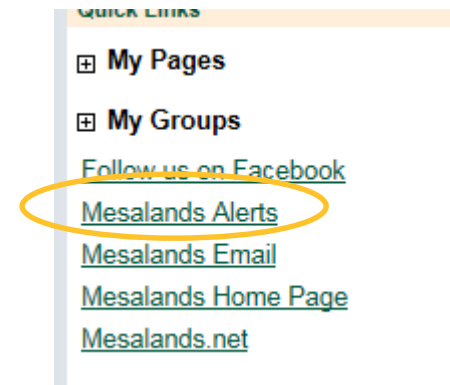 Quick Links
My Pages
My Groups
Follow us on Facebook
Mesalands Alerts
Mesalands Email
Mesalands Home Page
Mesalands.net